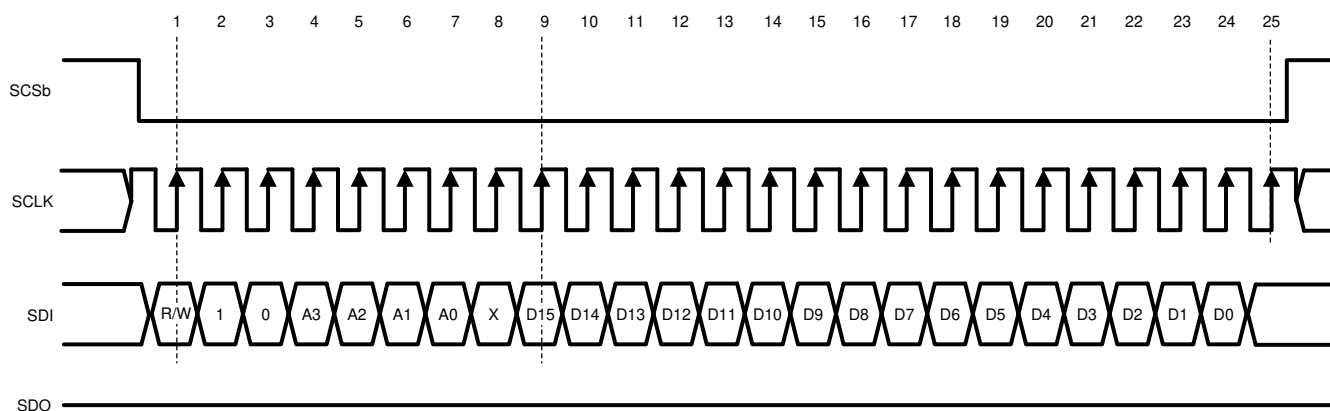 1 2 3 4 5 6 7 8 9 10 11 12 13 14 15 16 17 18 19 20 21 22 23 24 25
SCSb
SCLK
SDI R/W 1 0 A3 A2 A1 A0 X D15 D14 D13 D12 D11 D10 D9 D8 D7 D6 D5 D4 D3 D2 D1 D0
SDO